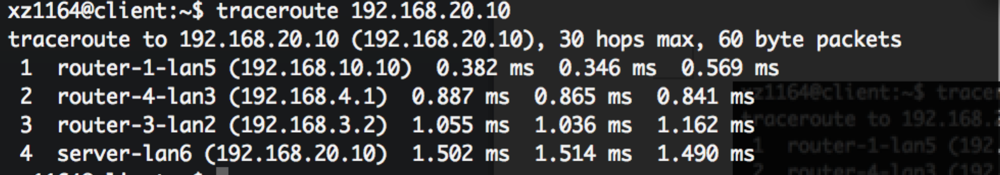 xz1164@client:~$ traceroute 192.168.20.10
traceroute to 192.168.20.10 (192.168.20.10), 30 hops max, 60 byte packets
 1  router-1-lan5 (192.168.10.10)  0.382 ms  0.346 ms  0.569 ms
 2  router-4-lan3 (192.168.4.1)  0.887 ms  0.865 ms  0.841 ms
 3  router-3-lan2 (192.168.3.2)  1.055 ms  1.036 ms  1.162 ms
 4  server-lan6 (192.168.20.10)  1.502 ms  1.514 ms  1.490 ms
xz1164@client:~$
traceroute to 192.168.
1  router-1-lan5 (192.
2  router-4-lan3 (192